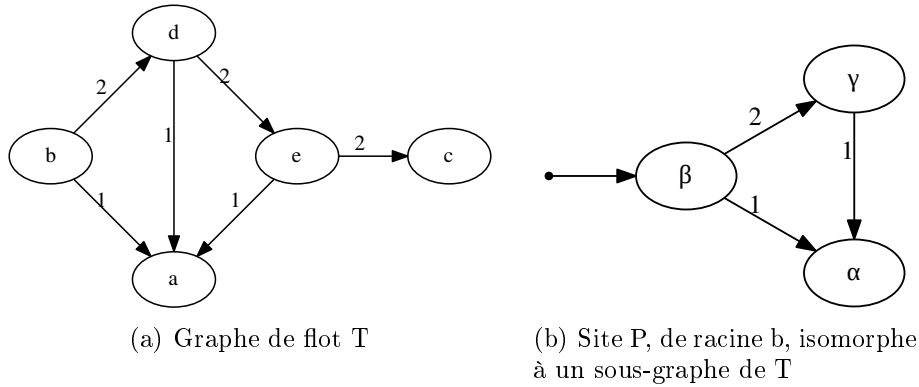 d
2
2
b
1
e
2
c
1
1
a
(a) Graphe de flot T
γ
2
β
1
1
α
(b) Site P, de racine b, isomorphe
à un sous-graphe de T